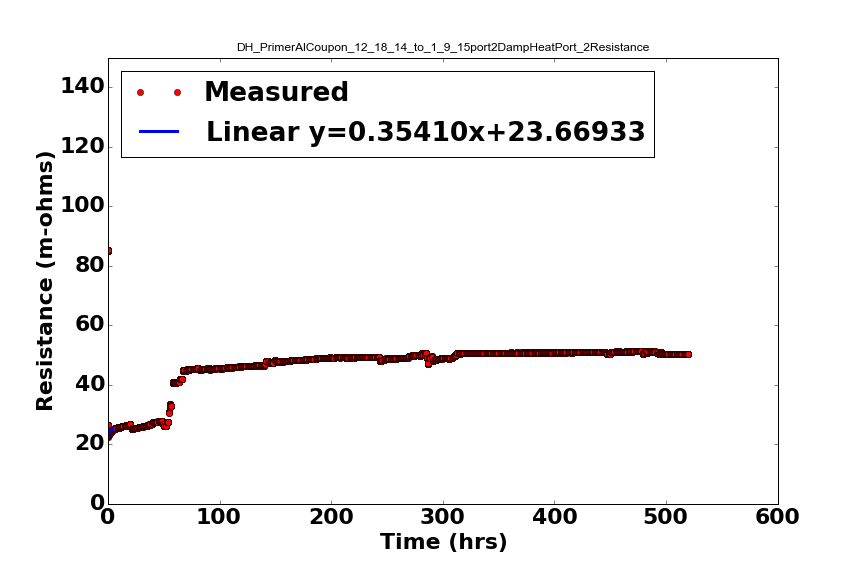 DH_PrimerAlCoupon_12_18_14_to_1_9_15port2DampHeatPort_2Resistance
Measured
Linear y=0.35410x+23.66933
140
120
100
80
60
40
20
0
Resistance (m-ohms)
0 100 200 300 400 500 600
Time (hrs)